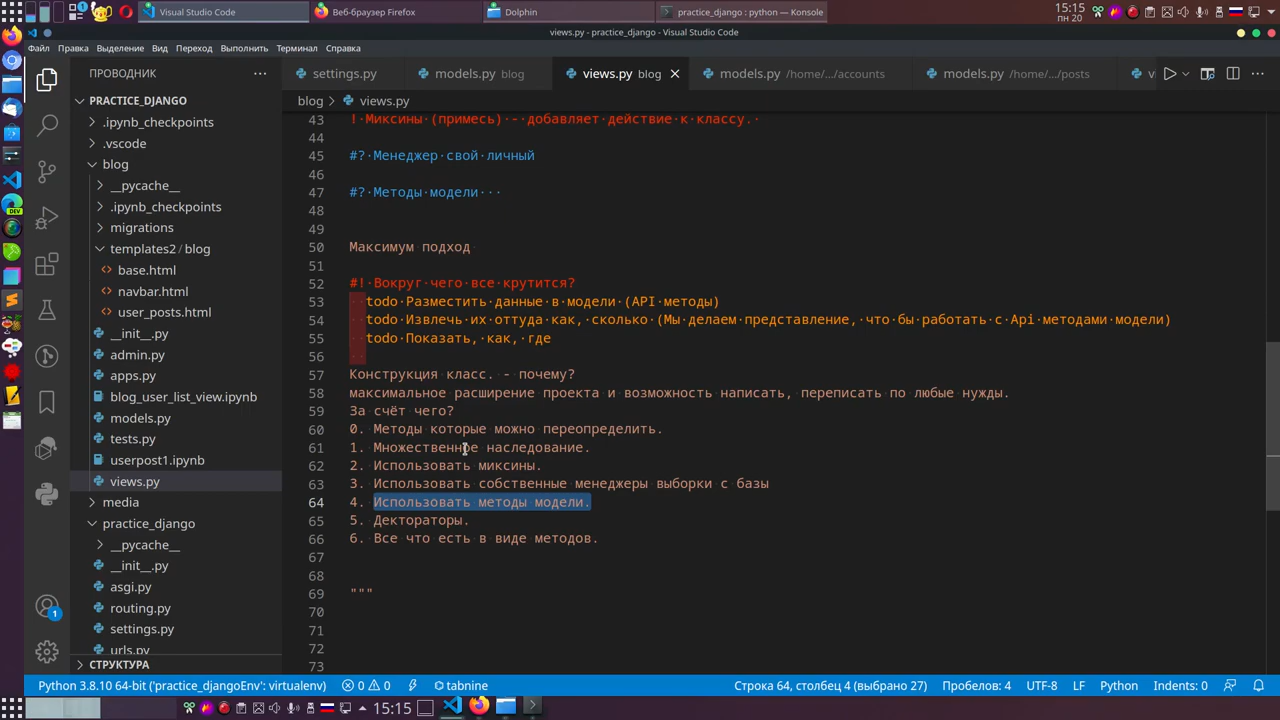 15:15
пн 20
Visual Studio Code
Веб-браузер Firefox
Dolphin
practice_django : python — Konsole
views.py - practice_django - Visual Studio Code
Файл Правка Выделение Вид Переход Выполнить Терминал Справка
ПРОВОДНИК
settings.py
models.py blog
views.py blog
models.py /home/.../accounts
models.py /home/.../posts
PRACTICE_DJANGO
.ipynb_checkpoints
.vscode
blog
__pycache__
.ipynb_checkpoints
migrations
templates2 / blog
base.html
navbar.html
user_posts.html
__init__.py
admin.py
apps.py
blog_user_list_view.ipynb
models.py
tests.py
userpost1.ipynb
views.py
media
practice_django
__pycache__
__init__.py
asgi.py
routing.py
settings.py
urls.py
СТРУКТУРА
blog > views.py
43 ! Миксины (примесь) - добавляет действие к классу.
44
45 #? Менеджер свой личный
46
47 #? Методы модели
48
49
50 Максимум подход
51
52 #! Вокруг чего все крутится?
53 todo Разместить данные в модели (API методы)
54 todo Извлечь их оттуда как, сколько (Мы делаем представление, что бы работать с Api методами модели)
55 todo Показать, как, где
56
57 Конструкция класс. - почему?
58 максимальное расширение проекта и возможность написать, переписать по любые нужды.
59 За счёт чего?
60 0. Методы которые можно переопределить.
61 1. Множественное наследование.
62 2. Использовать миксины.
63 3. Использовать собственные менеджеры выборки с базы
64 4. Использовать методы модели.
65 5. Дектораторы.
66 6. Все что есть в виде методов.
67
68
69 """
70
71
72
73
DEV
1
Python 3.8.10 64-bit ('practice_djangoEnv': virtualenv) 0 0 tabnine
Строка 64, столбец 4 (выбрано 27) Пробелов: 4 UTF-8 LF Python Indents: 0
15:15